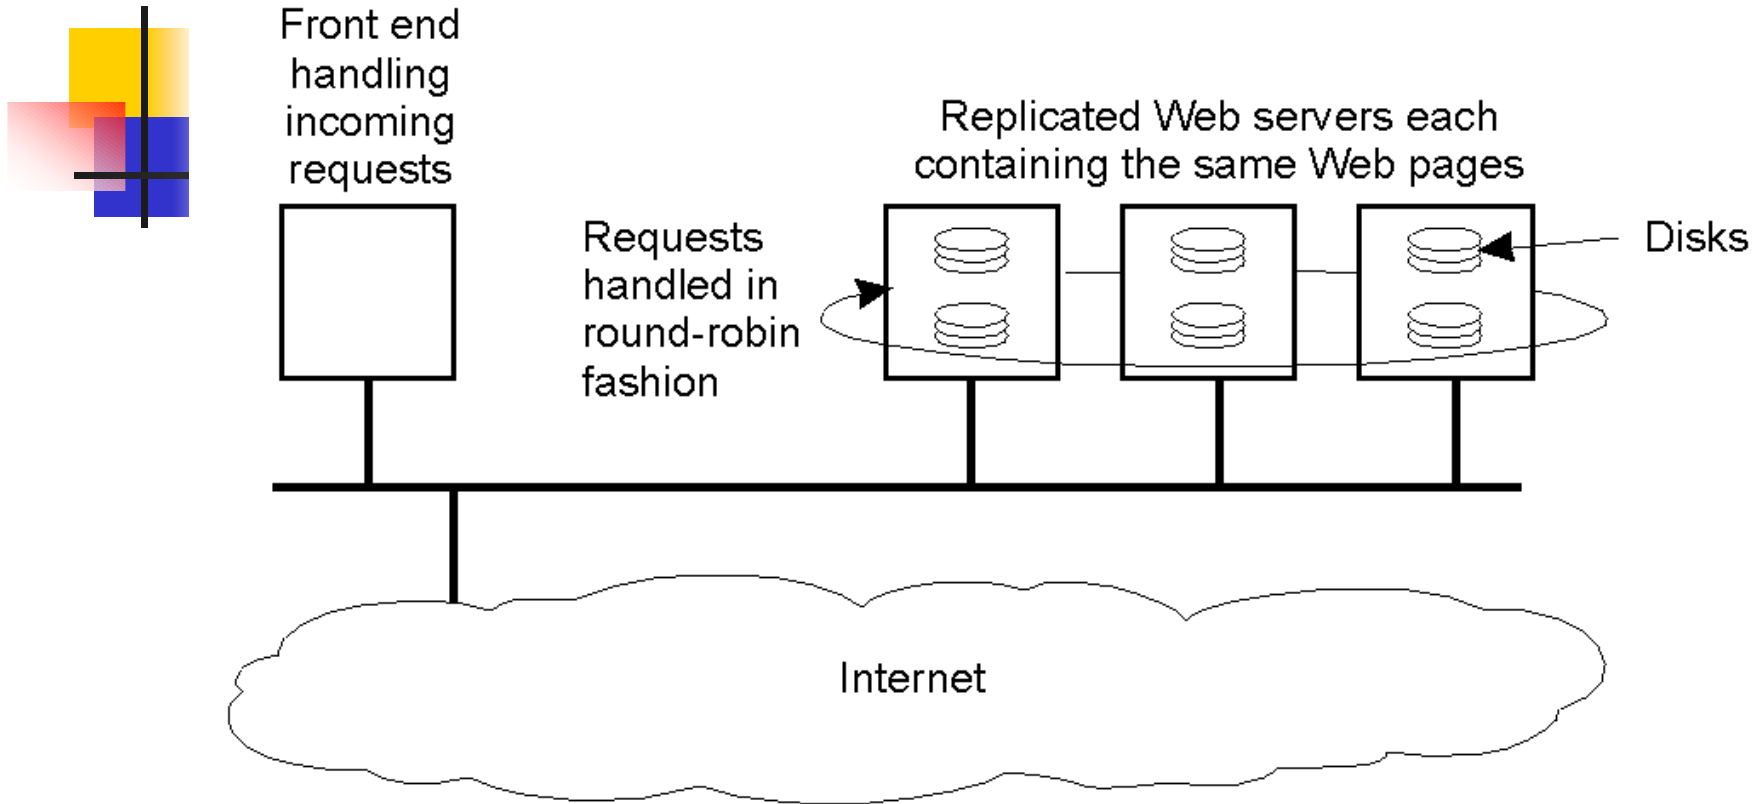 Front end
handling
incoming
requests
Replicated Web servers each
containing the same Web pages
Requests
handled in
round-robin
fashion
Disks
Internet